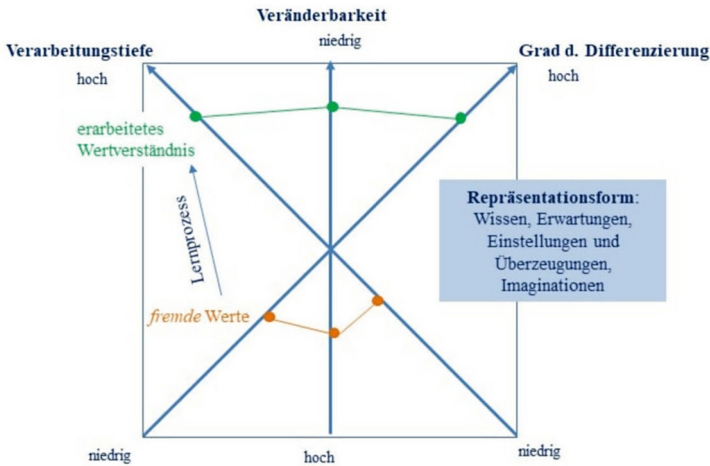 Veränderbarkeit
niedrig
Verarbeitungstiefe
hoch
Grad d. Differenzierung
hoch
erarbeitetes
Wertverständnis
Lernprozess
fremde Werte
Repräsentationsform:
Wissen, Erwartungen,
Einstellungen und
Überzeugungen,
Imaginationen
niedrig
hoch
niedrig